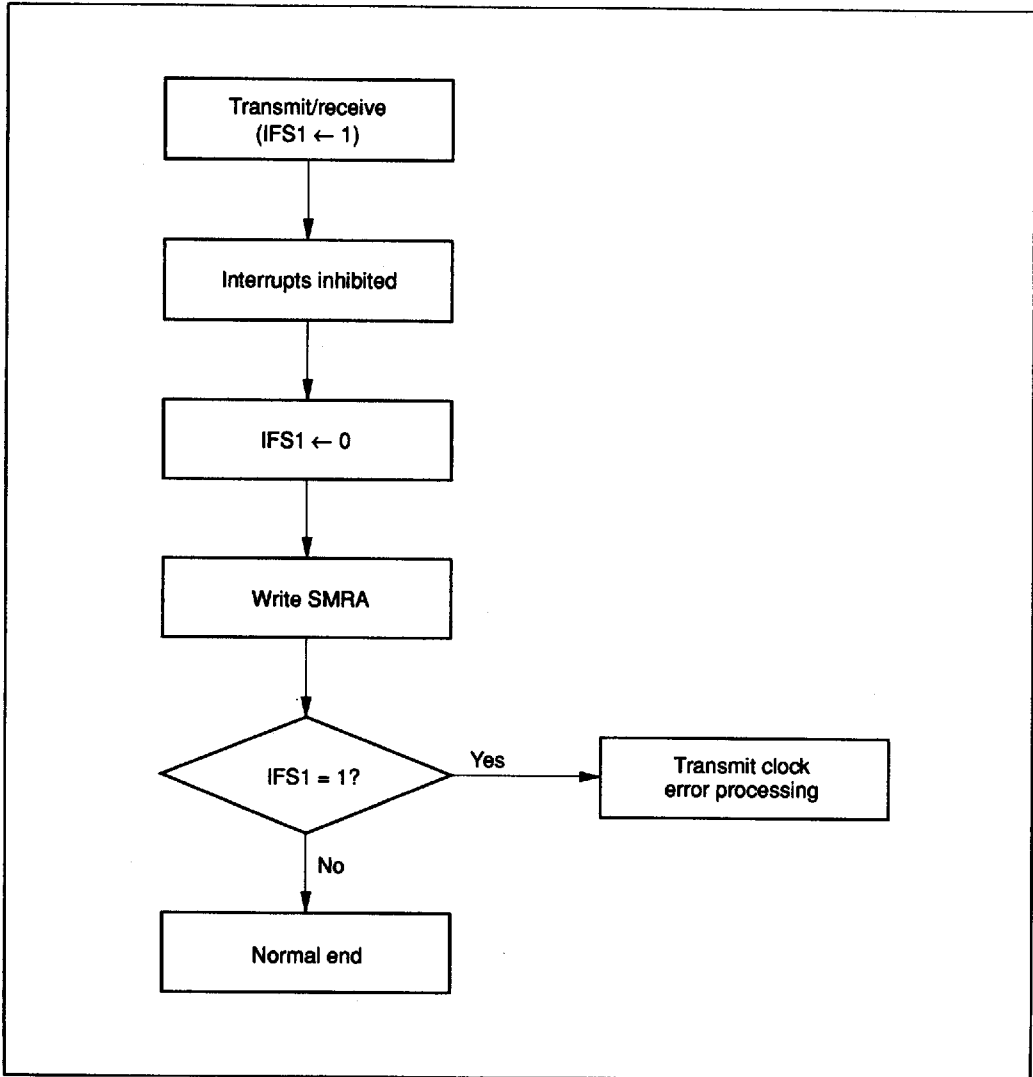 Transmit/receive
(IFS1 ← 1)
Interrupts inhibited
IFS1 ← 0
Write SMRA
IFS1 = 1?
Yes
Transmit clock
error processing
No
Normal end